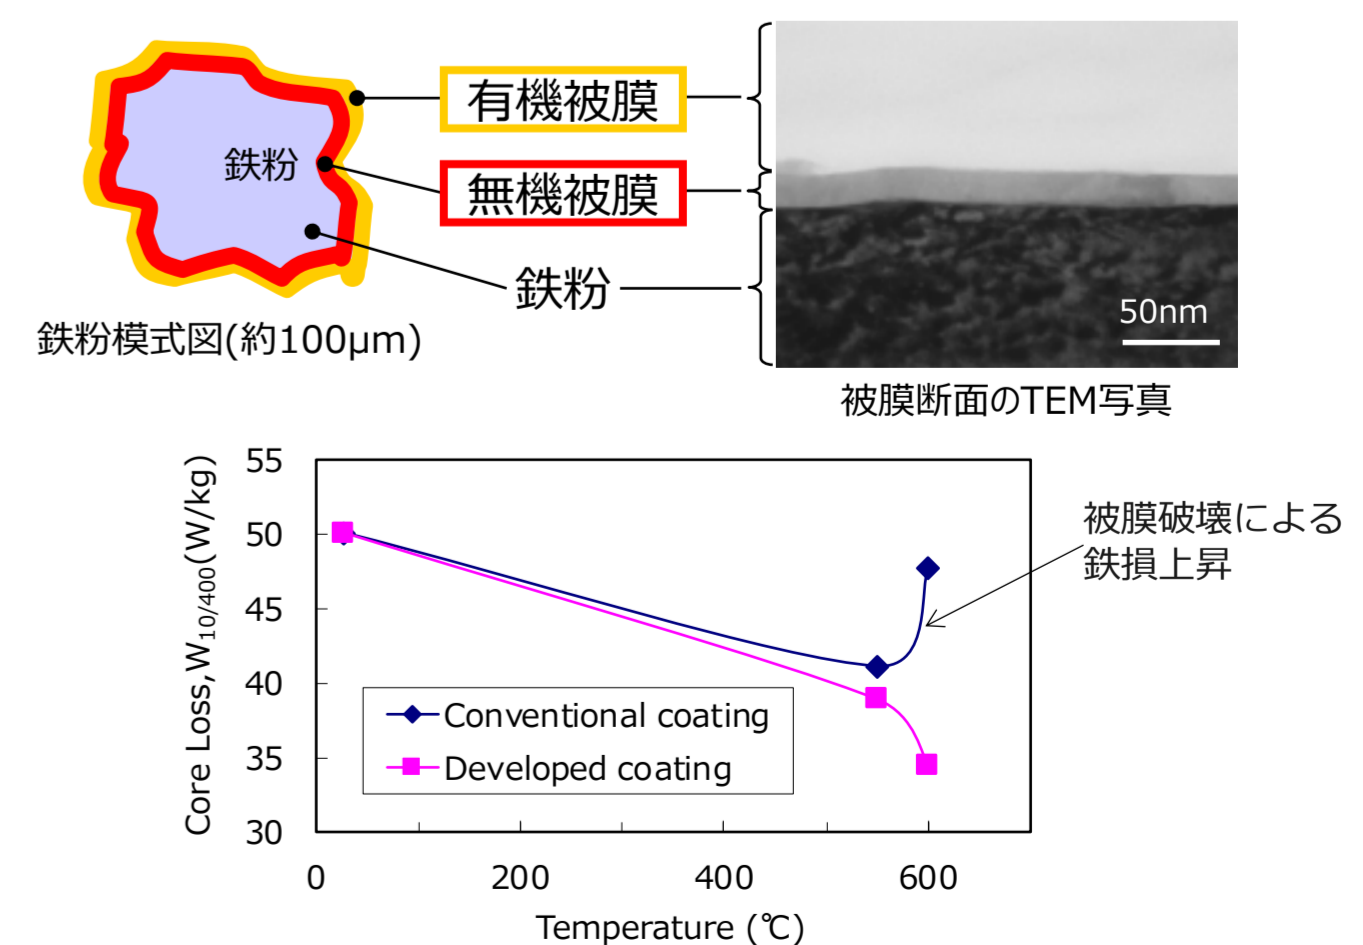 有機被膜
鉄粉
無機被膜
鉄粉
50nm
鉄粉模式図(約100μm)
被膜断面のTEM写真
55
50
45
40
35
30
Core Loss, W10/400(W/kg)
被膜破壊による
鉄損上昇
Conventional coating
Developed coating
0 200 400 600
Temperature (℃)